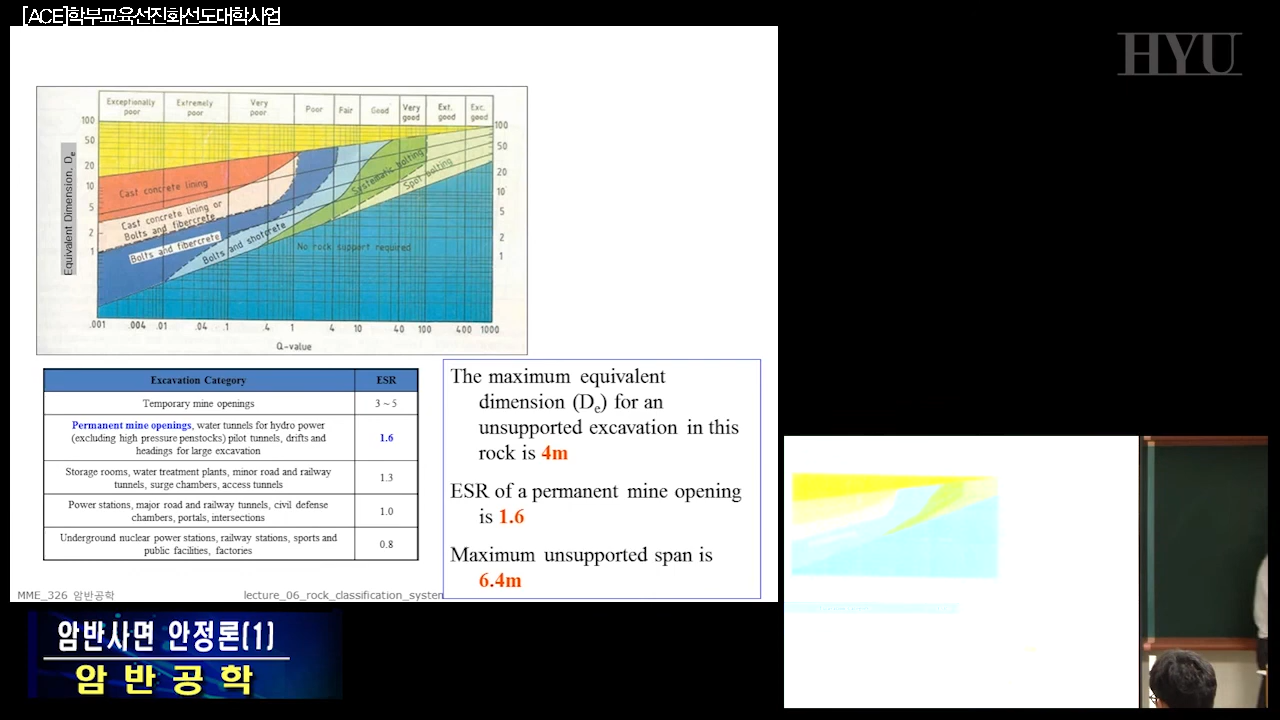 [ACE]학부교육선진화선도대학사업
HYU
Exceptionally poor
Extremely poor
Very poor
Poor
Fair
Good
Very good
Ext. good
Exc. good
100
50
20
10
5
2
1
100
50
20
10
5
2
1
Equivalent Dimension, De
Cast concrete lining
Cast concrete lining or
Bolts and fibercrete
Bolts and fibercrete
Bolts and shotcrete
Systematic bolting
Spot bolting
No rock support required
.001 .004 .01 .04 .1 .4 1 4 10 40 100 400 1000
Q-value
Excavation Category ESR
Temporary mine openings 3 ~ 5
Permanent mine openings, water tunnels for hydro power
(excluding high pressure penstocks) pilot tunnels, drifts and
headings for large excavation
1.6
Storage rooms, water treatment plants, minor road and railway
tunnels, surge chambers, access tunnels
1.3
Power stations, major road and railway tunnels, civil defense
chambers, portals, intersections
1.0
Underground nuclear power stations, railway stations, sports and
public facilities, factories
0.8
The maximum equivalent
dimension (De) for an
unsupported excavation in this
rock is 4m
ESR of a permanent mine opening
is 1.6
Maximum unsupported span is
6.4m
MME_326 암반공학
lecture_06_rock_classification_system
암반사면 안정론(1)
암반공학